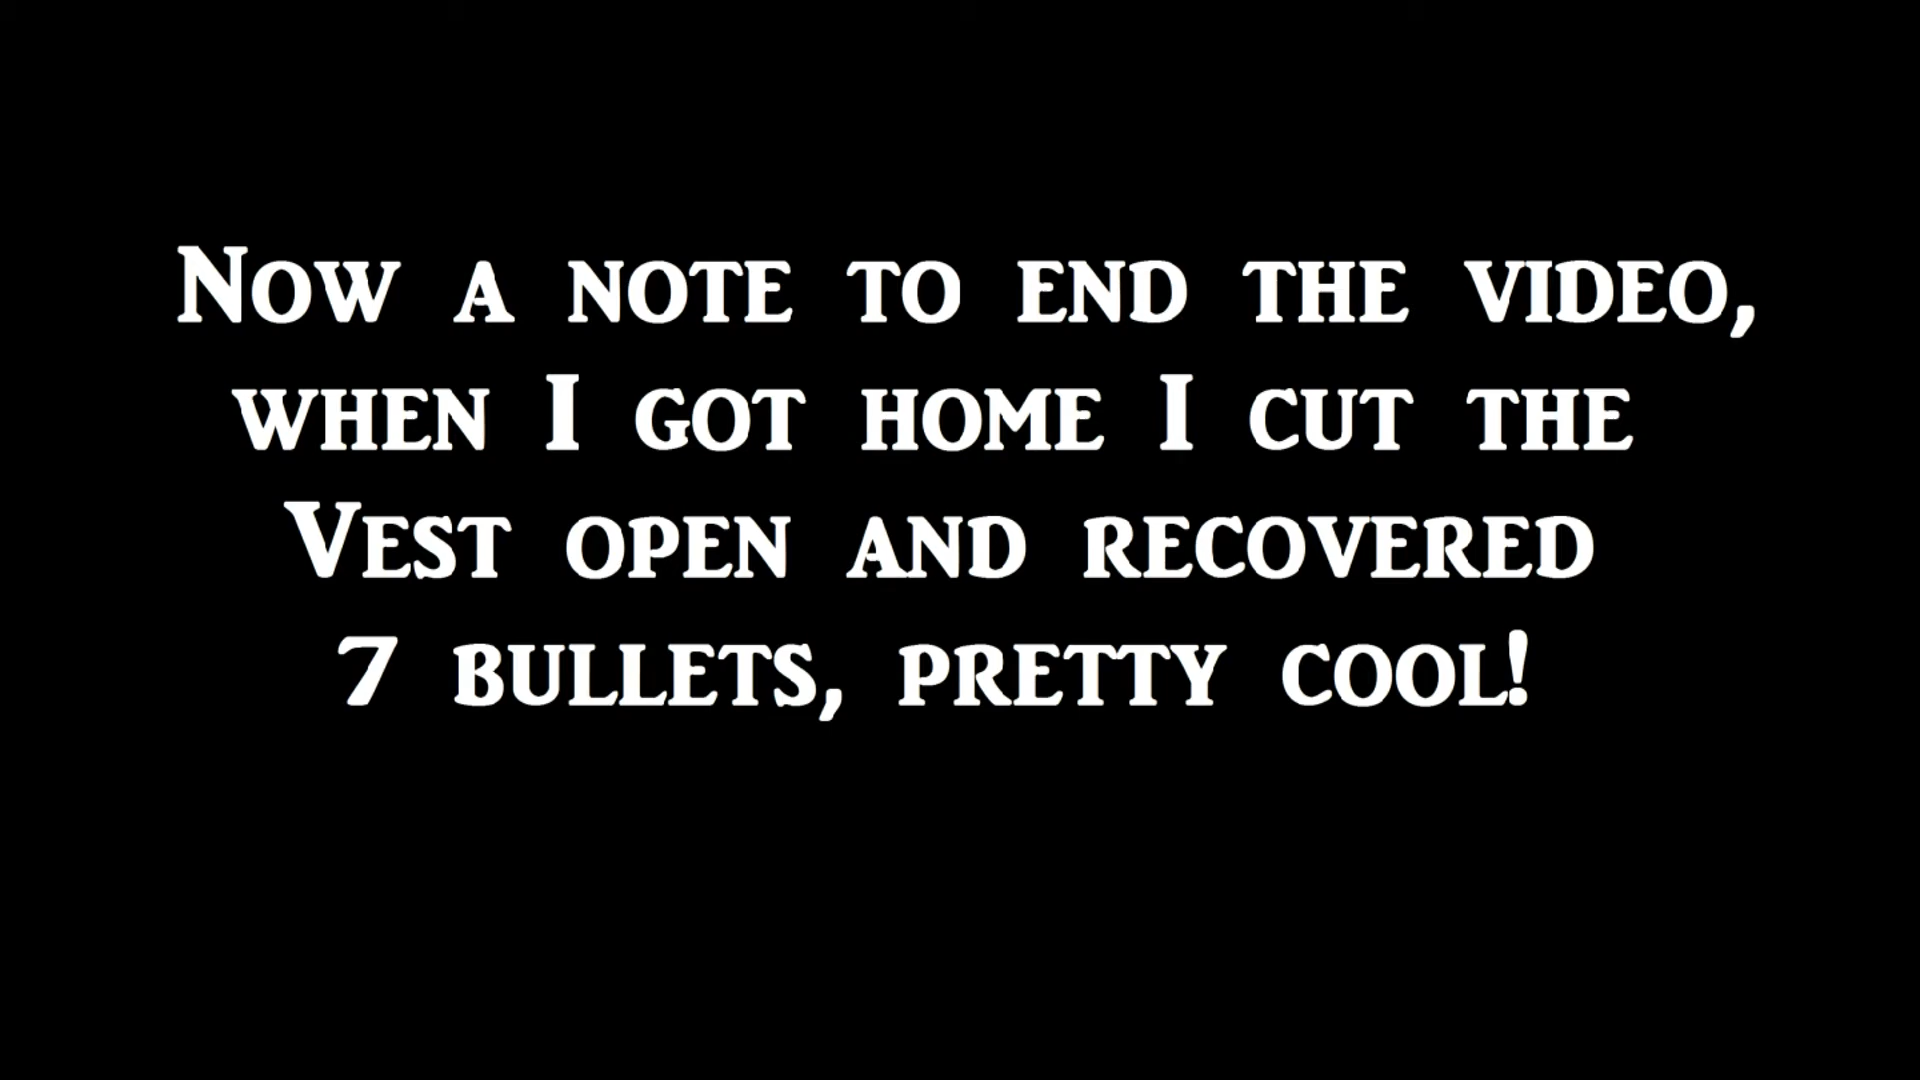 Now a note to end the video,
when I got home I cut the
Vest open and recovered
7 bullets, pretty cool!